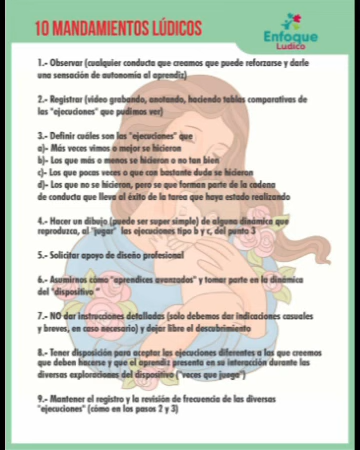 10 MANDAMIENTOS LÚDICOS
Enfoque
Ludico
1.- Observar (cualquier conducta que creamos que puede reforzarse y darle
una sensación de autonomía al aprendiz)
2.- Registrar (video grabando, anotando, haciendo tablas comparativas de
las "ejecuciones" que pudimos ver)
3.- Definir cuáles son las "ejecuciones" que
a)- Más veces vimos o mejor se hicieron
b)- Los que más o menos se hicieron o no tan bien
c)- Los que pocas veces o que con bastante duda se hicieron
d)- Los que no se hicieron, pero se que forman parte de la cadena
de conducta que lleva al éxito de la tarea que haya estado realizando
4.- Hacer un dibujo (puede ser super simple) de alguna dinámica que
reproduzca, al "jugar" las ejecuciones tipo b y c, del punto 3
5.- Solicitar apoyo de diseño profesional
6.- Asumirnos cómo "aprendices avanzados" y tomar parte en la dinámica
del "dispositivo "
7.- NO dar instrucciones detalladas (solo debemos dar indicaciones casuales
y breves, en caso necesario) y dejar libre el descubrimiento
8.- Tener disposición para aceptar las ejecuciones diferentes a las que creemos
que deben hacerse y que el aprendiz presenta en su interacción durante las
diversas exploraciones del dispositivo ("veces que juega")
9.- Mantener el registro y la revisión de frecuencia de las diversas
"ejecuciones" (cómo en los pasos 2 y 3)